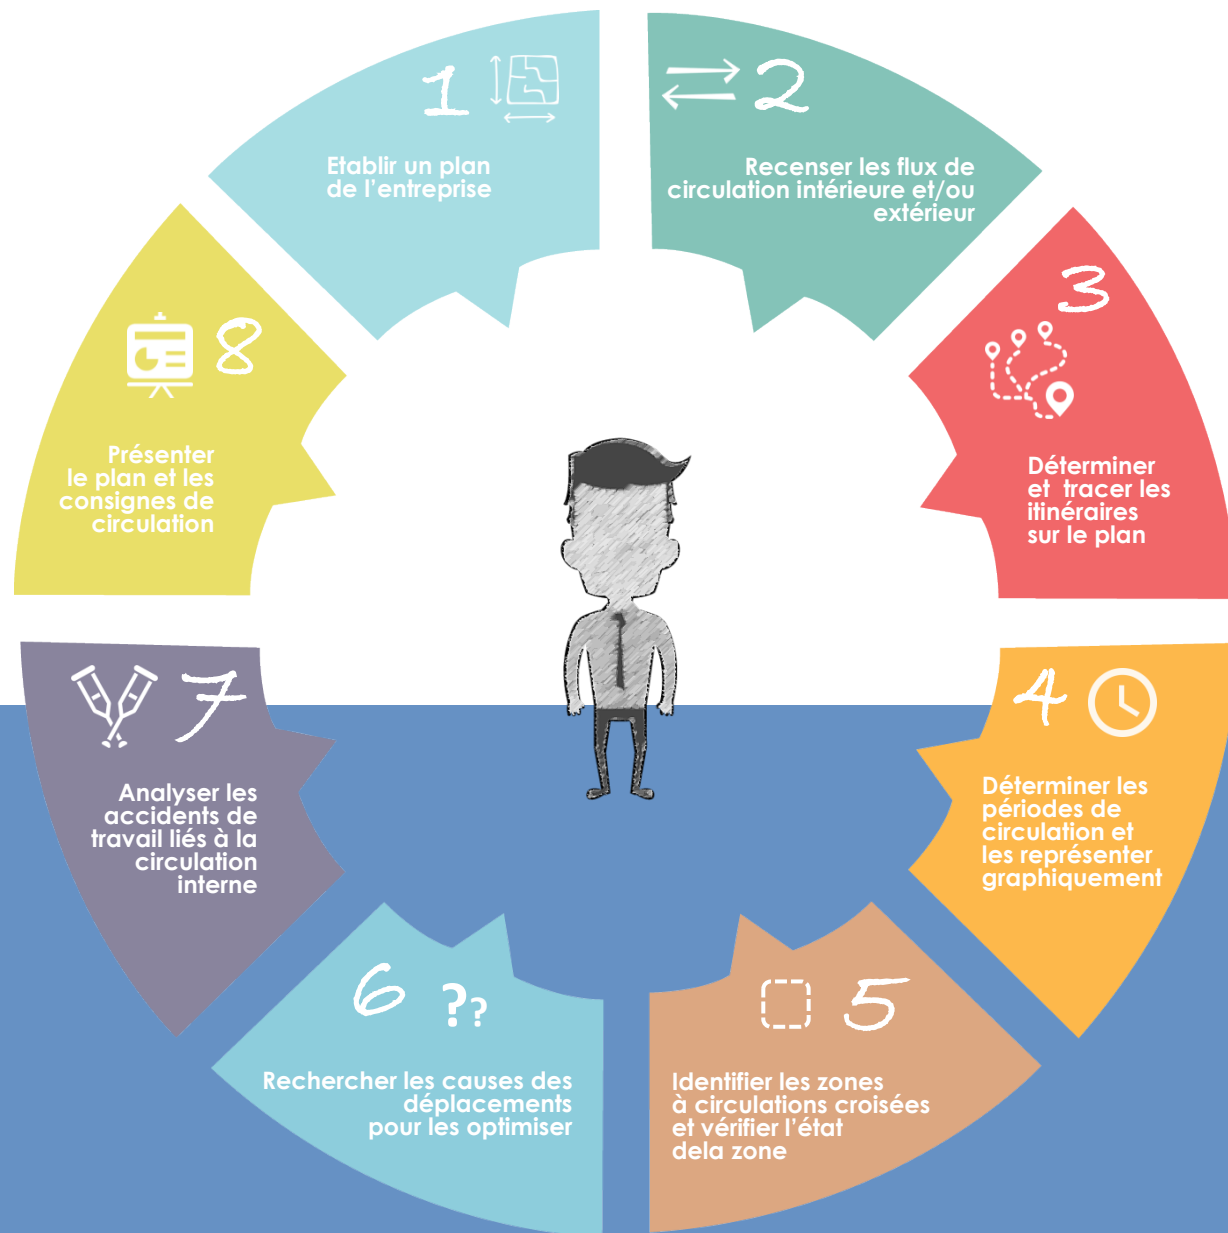 1
Etablir un plan
de l’entreprise
2
Recenser les flux de
circulation intérieure et/ou
extérieur
3
Déterminer
et tracer les
itinéraires
sur le plan
4
Déterminer les
périodes de
circulation et
les représenter
graphiquement
5
Identifier les zones
à circulations croisées
et vérifier l’état
dela zone
6 ??
Rechercher les causes des
déplacements
pour les optimiser
7
Analyser les
accidents de
travail liés à la
circulation
interne
8
Présenter
le plan et les
consignes de
circulation